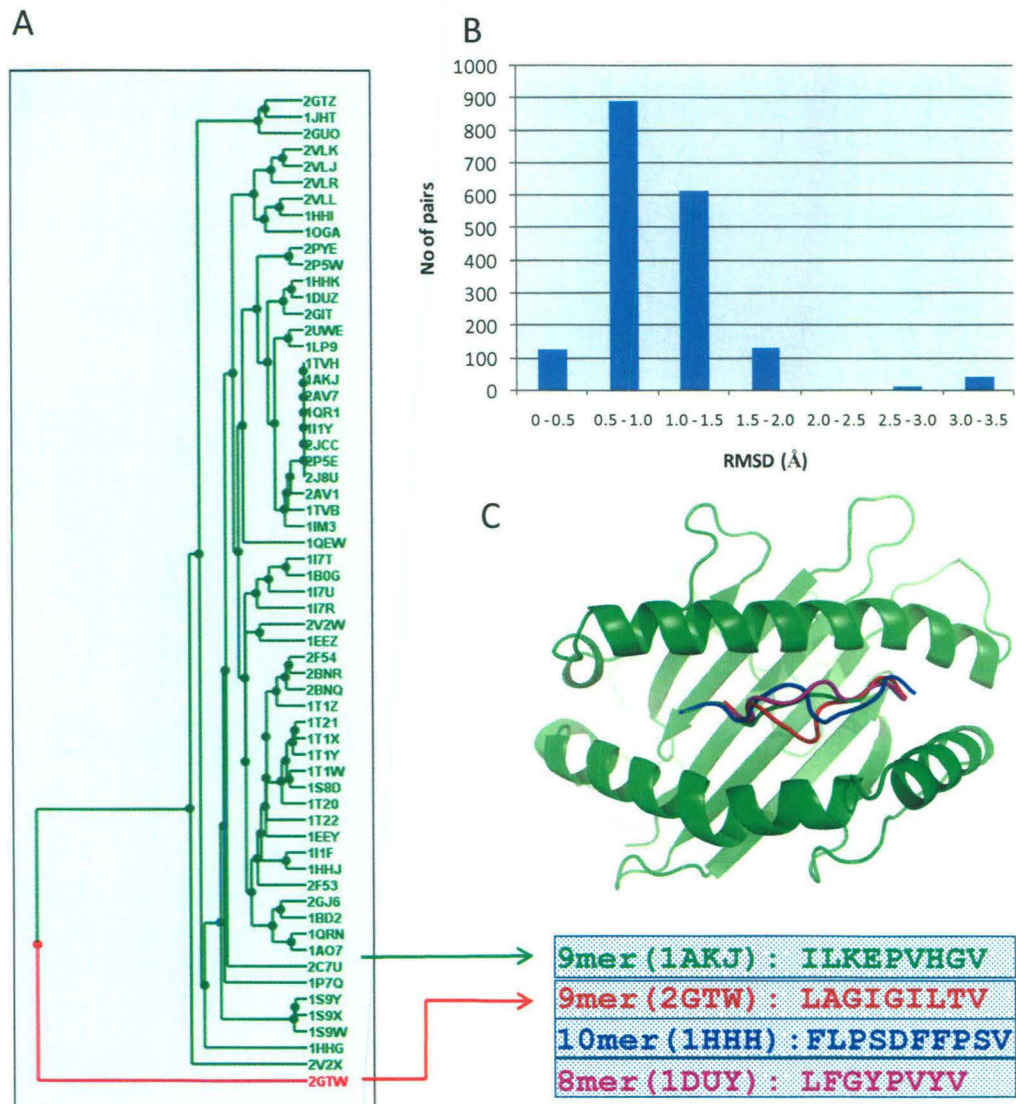 A
2GTZ
1JHT
2GUO
2VLK
2VLJ
2VLR
2VLL
1HHI
1OGA
2PYE
2P5W
1HHK
1DUZ
2GIT
2UWE
1LP9
1TVH
1AKJ
2AV7
1QR1
1I1Y
2JCC
2P5E
2J8U
2AV1
1TVB
1IM3
1QEW
1I7T
1B0G
1I7U
1I7R
2V2W
1EEZ
2F54
2BNR
2BNQ
1T1Z
1T21
1T1X
1T1Y
1T1W
1S8D
1T20
1T22
1EEY
1I1F
1HHJ
2F53
2GJ6
1BD2
1QRN
1AO7
2C7U
1P7Q
1S9Y
1S9X
1S9W
1HHG
2V2X
2GTW
B
1000
900
800
700
600
500
400
300
200
100
0
No of pairs
0 - 0.5 0.5 - 1.0 1.0 - 1.5 1.5 - 2.0 2.0 - 2.5 2.5 - 3.0 3.0 - 3.5
RMSD (Å)
C
9mer(1AKJ): ILKEPVHGV
9mer(2GTW): LAGIGILTV
10mer(1HHH):FLPSDFFPSV
8mer(1DUY): LFGYPVYV